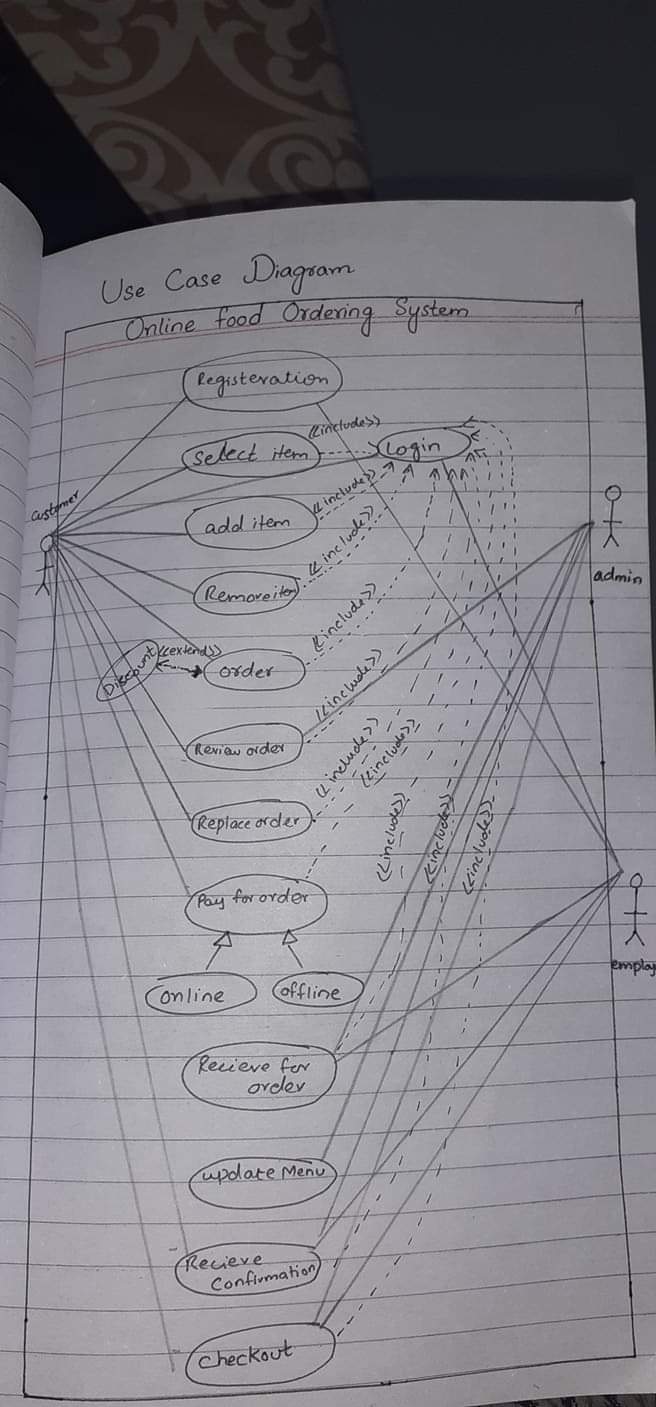 Use Case Diagram
Online food Ordering System
Registeration
<<include>>
Select item
Login
customer
<<include>>
add item
<<include>>
Remove item
admin
<<include>>
Discount
<<extend>>
order
<<include>>
Review order
<<include>>
<<include>>
Replace order
<<include>>
<<include>>
<<include>>
Pay for order
employ
online
offline
Recieve for
order
update Menu
Recieve
Confirmation
checkout